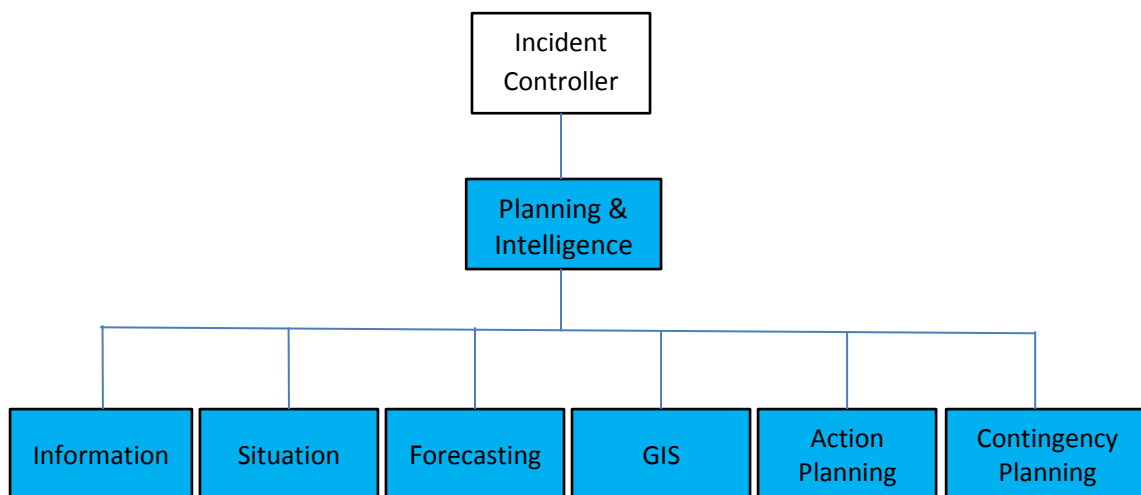 Incident
Controller
Planning &
Intelligence
Information
Situation
Forecasting
GIS
Action
Planning
Contingency
Planning